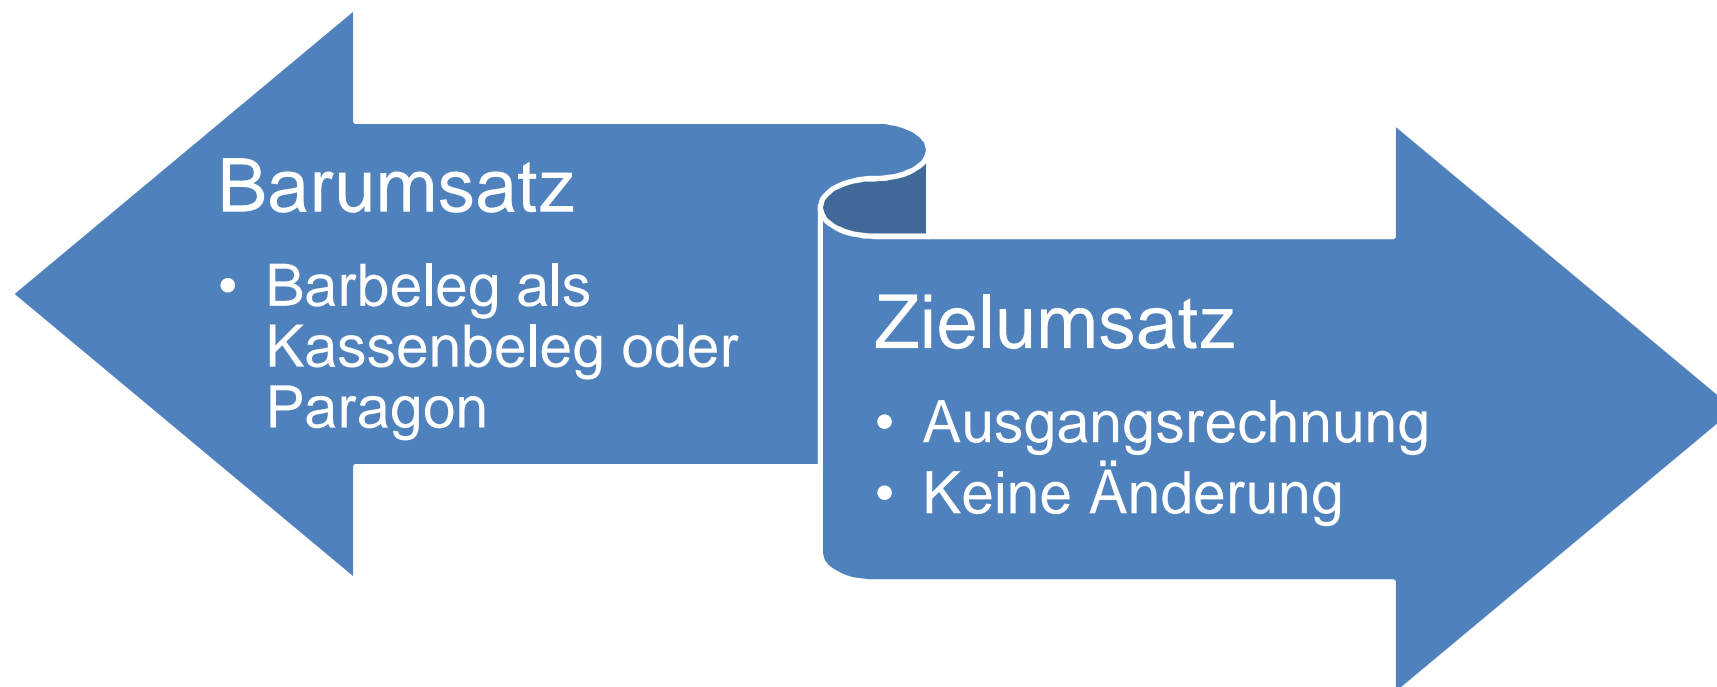 Barumsatz
• Barbeleg als
Kassenbeleg oder
Paragon
Zielumsatz
• Ausgangsrechnung
• Keine Änderung